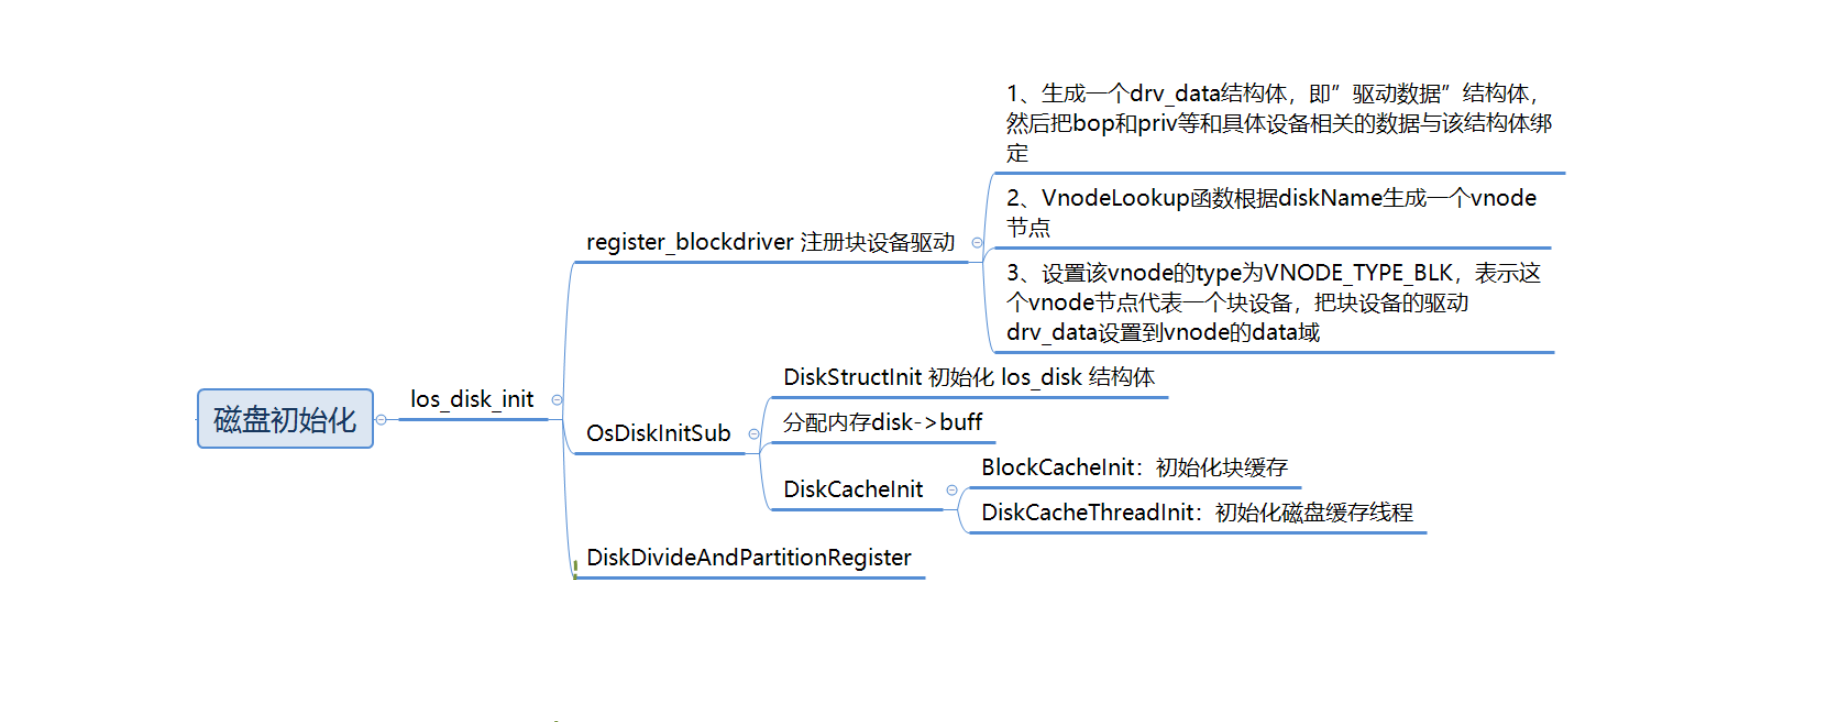 磁盘初始化
los_disk_init
register_blockdriver 注册块设备驱动
1、生成一个drv_data结构体，即”驱动数据”结构体，
然后把bop和priv等和具体设备相关的数据与该结构体绑
定
2、VnodeLookup函数根据diskName生成一个vnode
节点
3、设置该vnode的type为VNODE_TYPE_BLK，表示这
个vnode节点代表一个块设备，把块设备的驱动
drv_data设置到vnode的data域
OsDiskInitSub
DiskStructInit 初始化 los_disk 结构体
分配内存disk->buff
DiskCacheInit
BlockCacheInit：初始化块缓存
DiskCacheThreadInit：初始化磁盘缓存线程
DiskDivideAndPartitionRegister